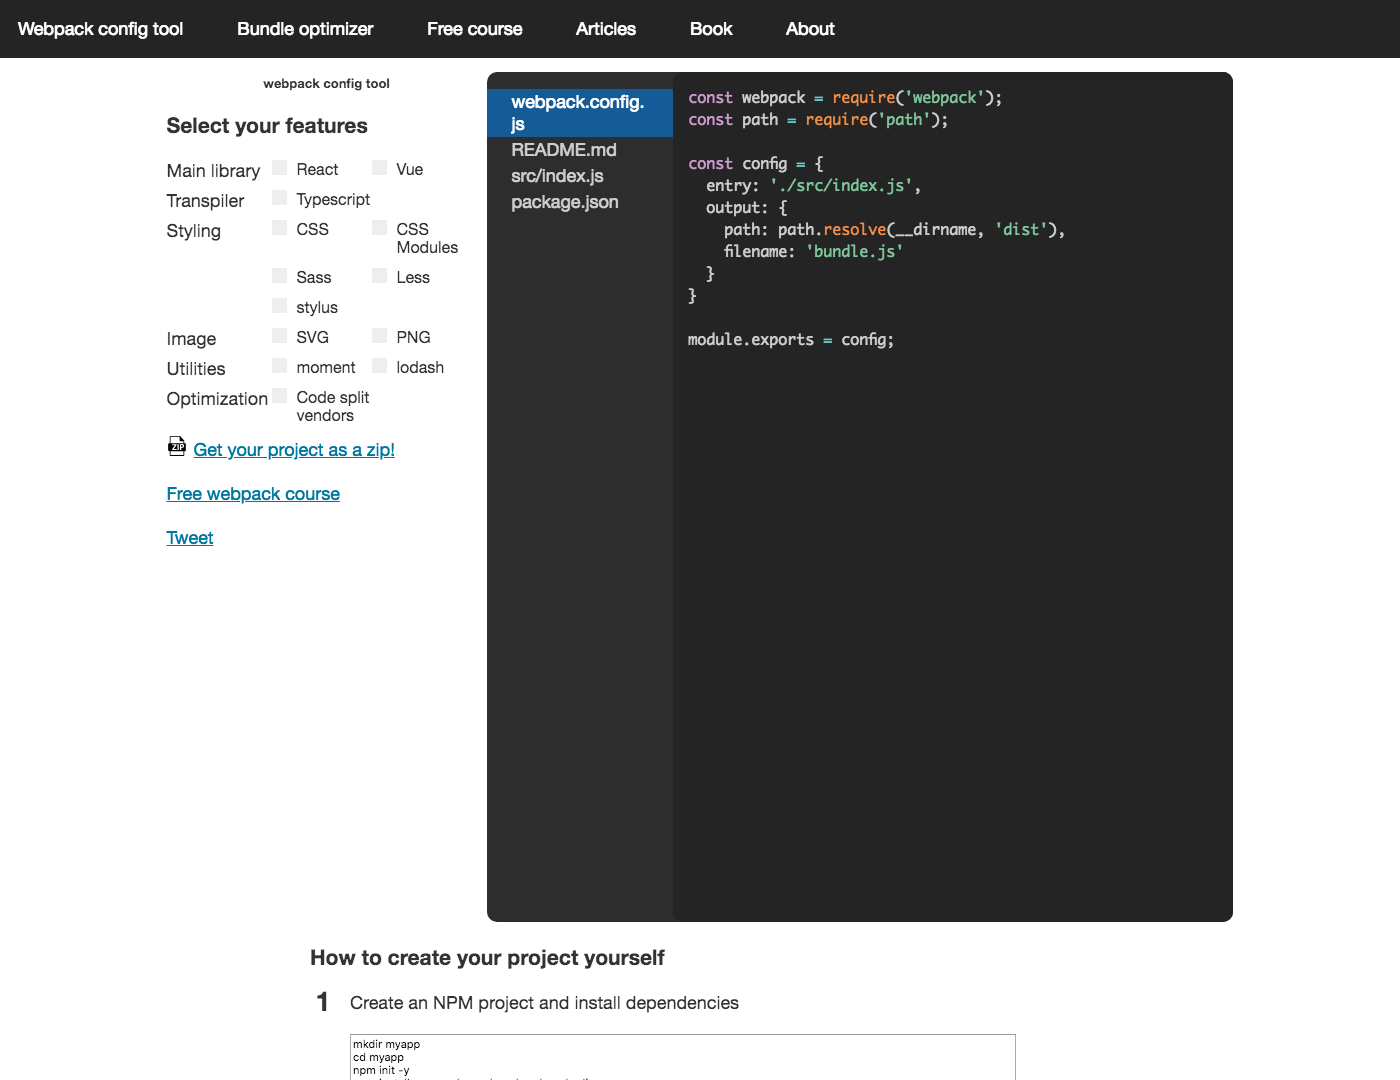 Webpack config tool Bundle optimizer Free course Articles Book About
webpack config tool
Select your features
Main library React Vue
Transpiler Typescript
Styling CSS CSS
Modules
Sass Less
stylus
Image SVG PNG
Utilities moment lodash
Optimization Code split
vendors
ZIP Get your project as a zip!
Free webpack course
Tweet
webpack.config.
js
README.md
src/index.js
package.json
const webpack = require('webpack');
const path = require('path');
const config = {
  entry: './src/index.js',
  output: {
    path: path.resolve(__dirname, 'dist'),
    filename: 'bundle.js'
  }
}
module.exports = config;
How to create your project yourself
1 Create an NPM project and install dependencies
mkdir myapp
cd myapp
npm init -y